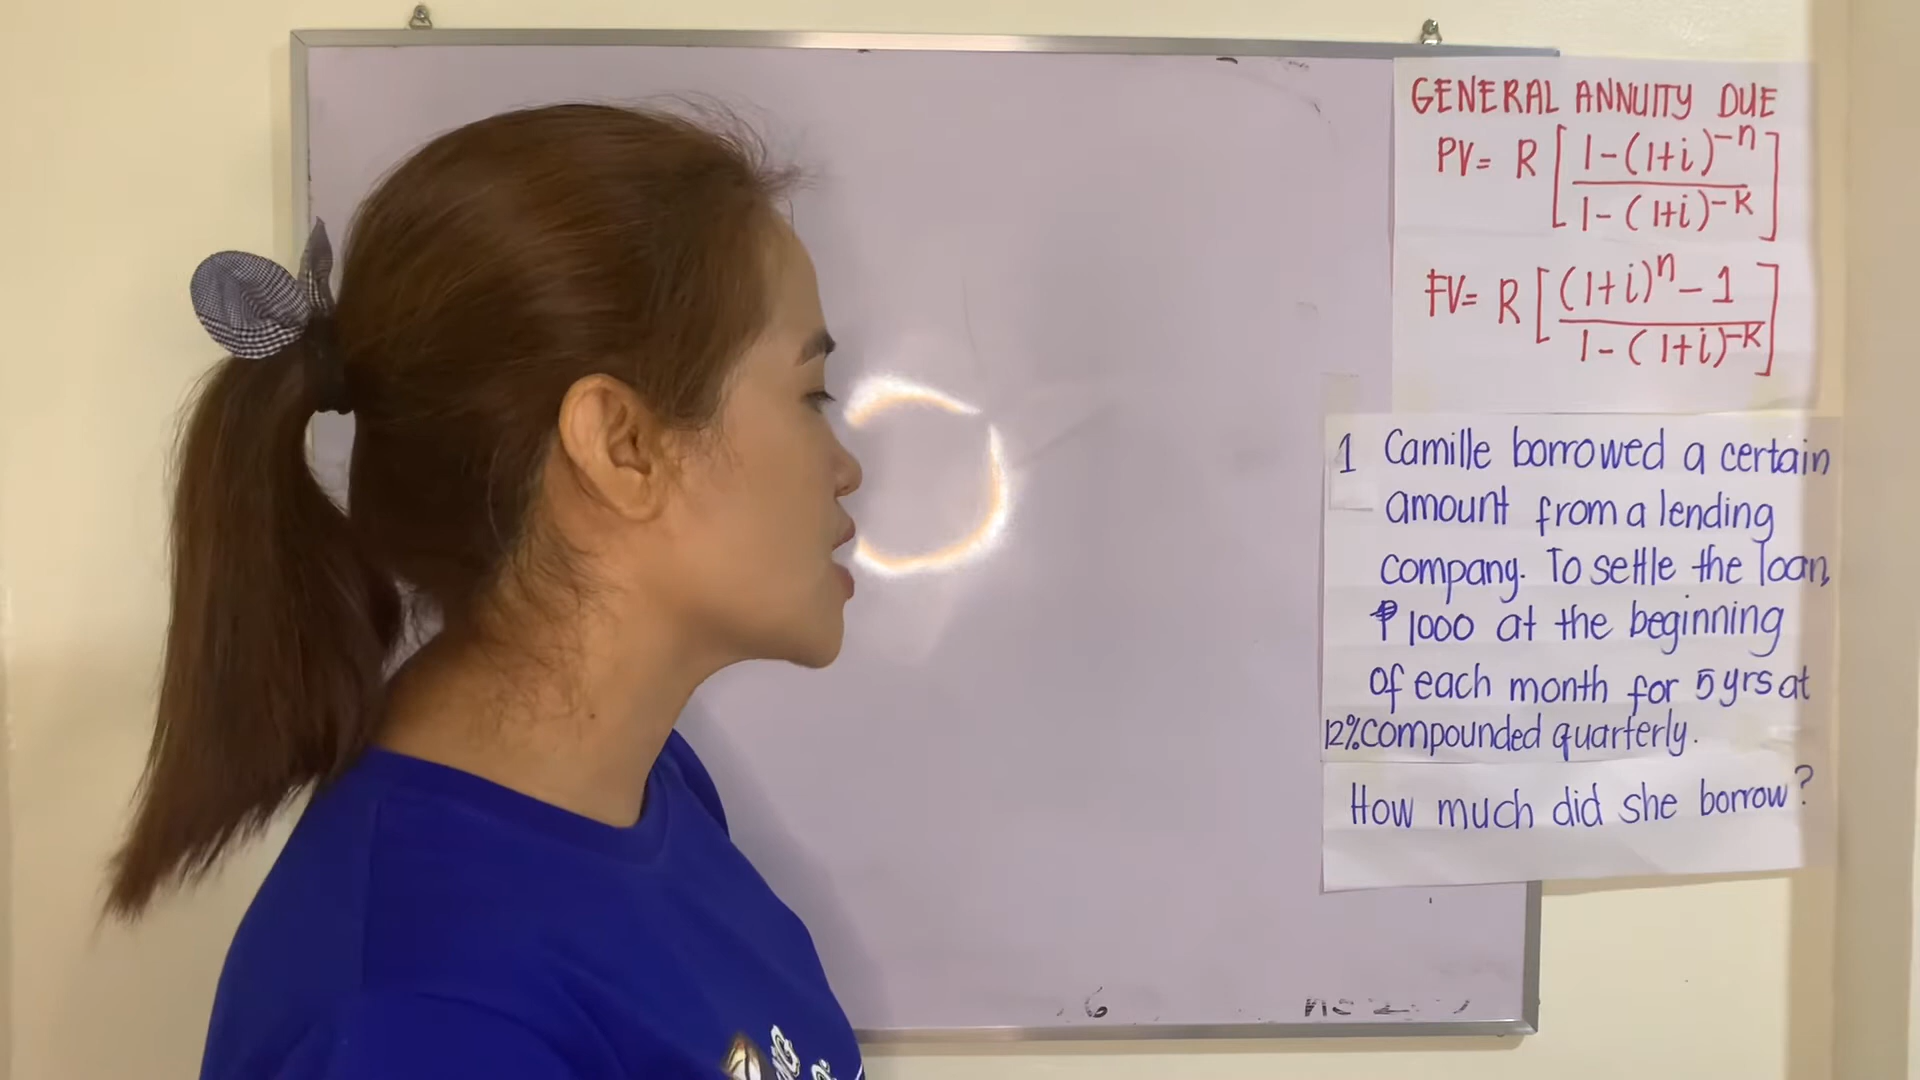 GENERAL ANNUITY DUE
PV= R [ 1-(1+i)^-n / 1-(1+i)^-k ]
FV= R [ (1+i)^n - 1 / 1-(1+i)^-k ]
1 Camille borrowed a certain
amount from a lending
company. To settle the loan,
₱1000 at the beginning
of each month for 5yrs at
12% compounded quarterly.
How much did she borrow?
6